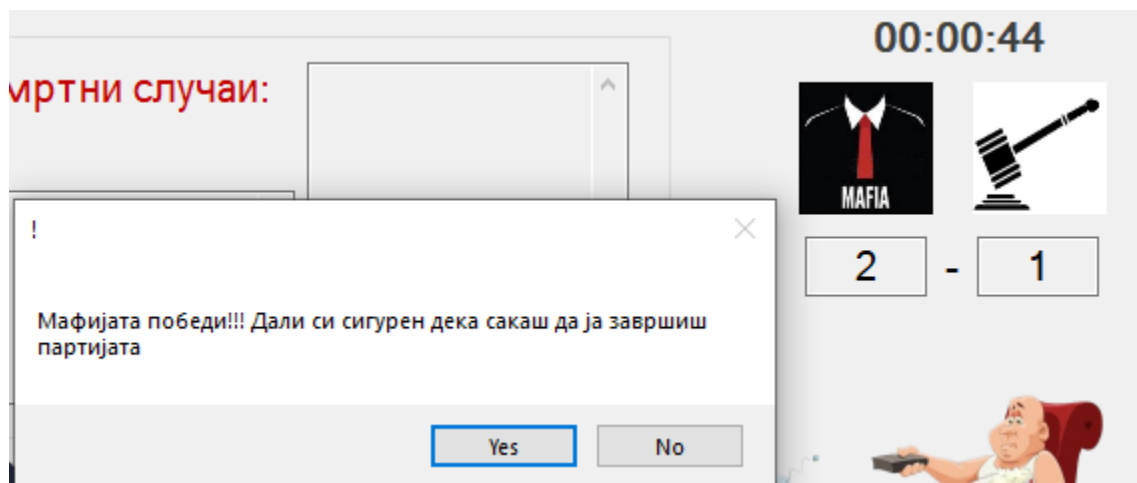 00:00:44
мртни случаи:
MAFIA
2 - 1
!
Мафијата победи!!! Дали си сигурен дека сакаш да ја завршиш
партијата
Yes No